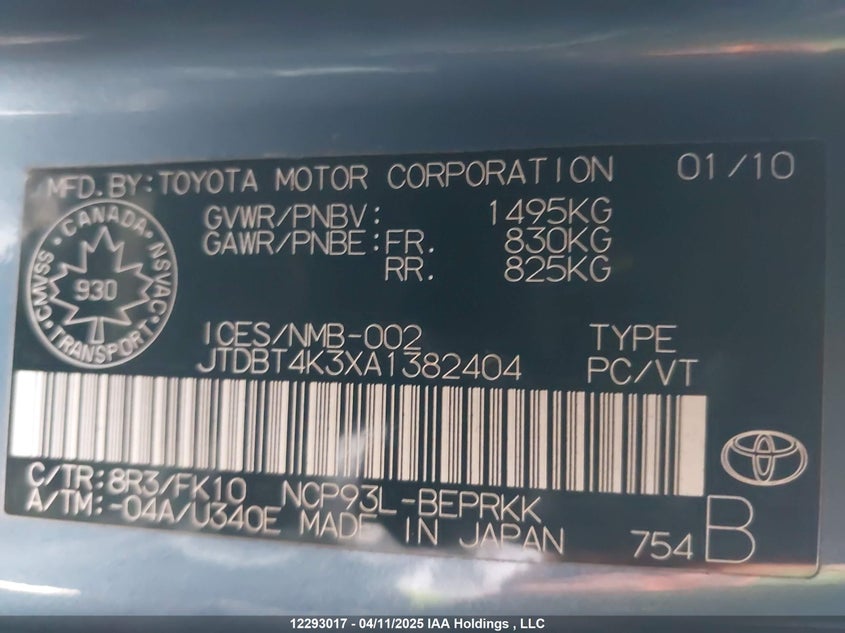 MFD. BY: TOYOTA MOTOR CORPORATION 01/10
GVWR/PNBV: 1495KG
GAWR/PNBE: FR. 830KG
RR. 825KG
CANADA · NSVAC · TRANSPORT · CMVSS ·
930
ICES/NMB-002 TYPE
JTDBT4K3XA1382404 PC/VT
C/TR: 8R3/FK10 NCP93L-BEPRKK
A/TM: -04A/U340E MADE IN JAPAN 754 B
12293017 - 04/11/2025 IAA Holdings , LLC